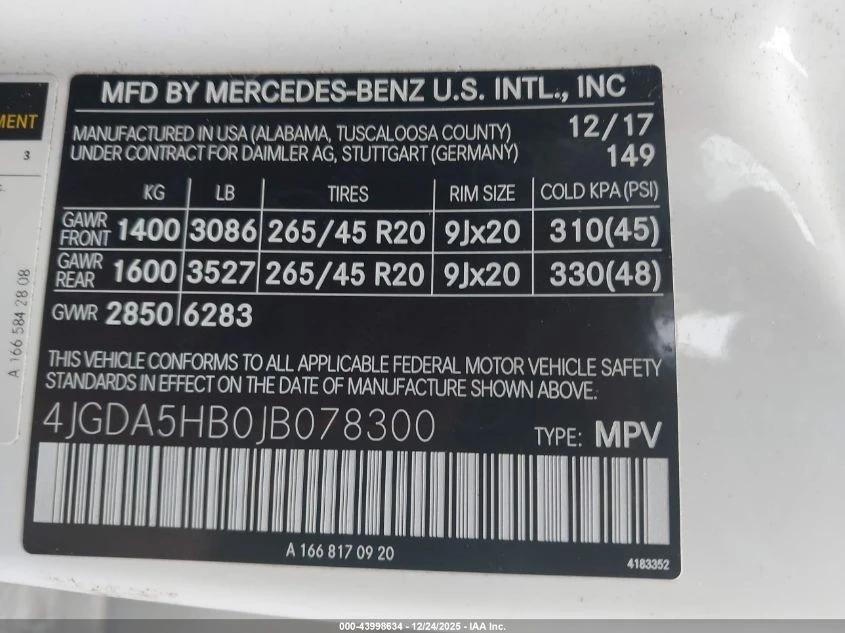 MENT
3
A 166 584 28 08
MFD BY MERCEDES-BENZ U.S. INTL., INC
MANUFACTURED IN USA (ALABAMA, TUSCALOOSA COUNTY) 12/17
UNDER CONTRACT FOR DAIMLER AG, STUTTGART (GERMANY) 149
KG LB TIRES RIM SIZE COLD KPA (PSI)
GAWR FRONT 1400 3086 265/45 R20 9Jx20 310(45)
GAWR REAR 1600 3527 265/45 R20 9Jx20 330(48)
GVWR 2850 6283
THIS VEHICLE CONFORMS TO ALL APPLICABLE FEDERAL MOTOR VEHICLE SAFETY
STANDARDS IN EFFECT ON THE DATE OF MANUFACTURE SHOWN ABOVE.
4JGDA5HB0JB078300 TYPE: MPV
A 166 817 09 20
4183352
000-43998634 - 12/24/2025 - IAA Inc.